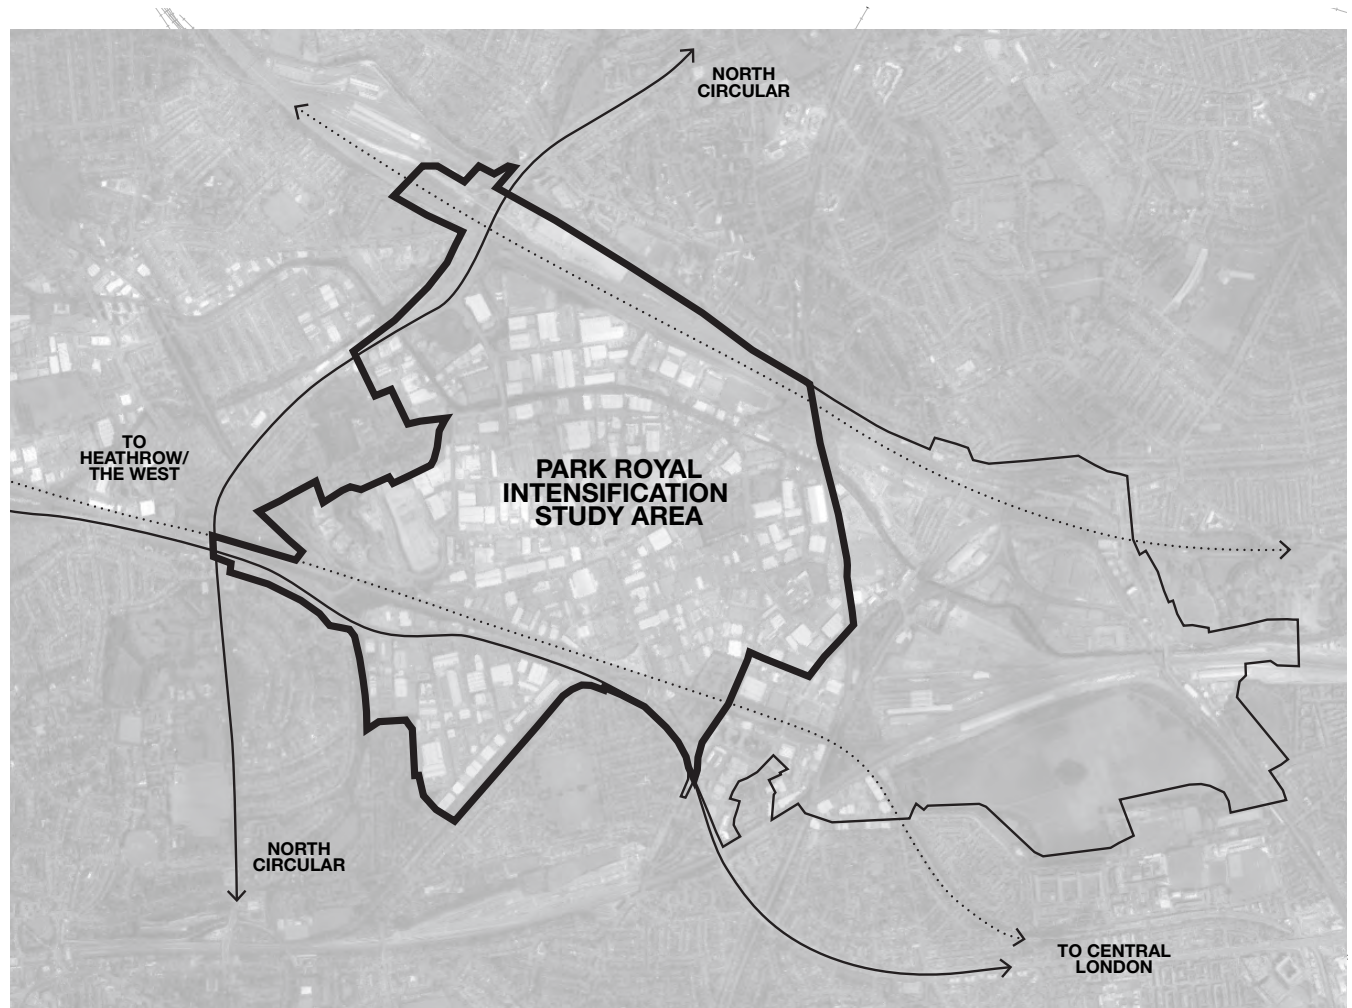 NORTH
CIRCULAR
TO
HEATHROW/
THE WEST
PARK ROYAL
INTENSIFICATION
STUDY AREA
NORTH
CIRCULAR
TO CENTRAL
LONDON